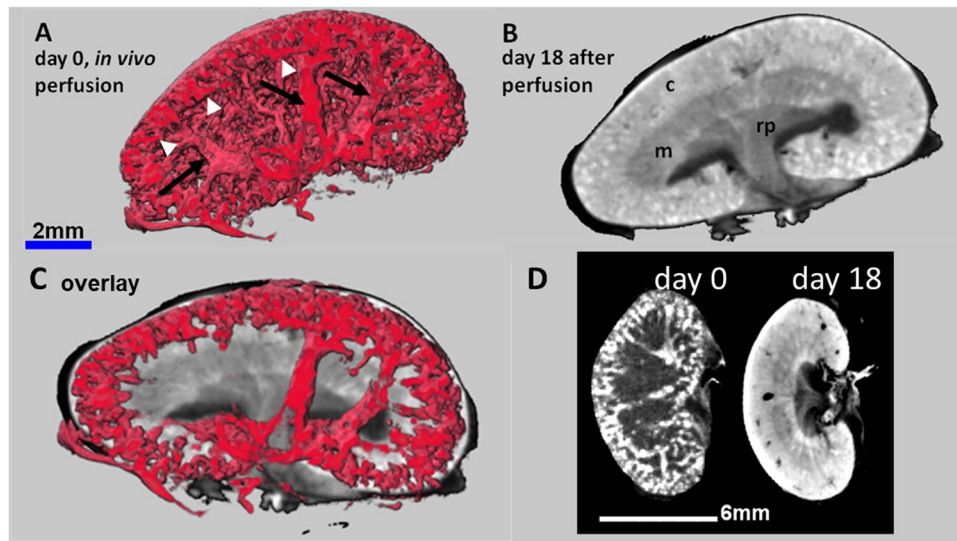 A
day 0, in vivo
perfusion
2mm
B
day 18 after
perfusion
c
m
rp
C overlay
D
day 0 day 18
6mm